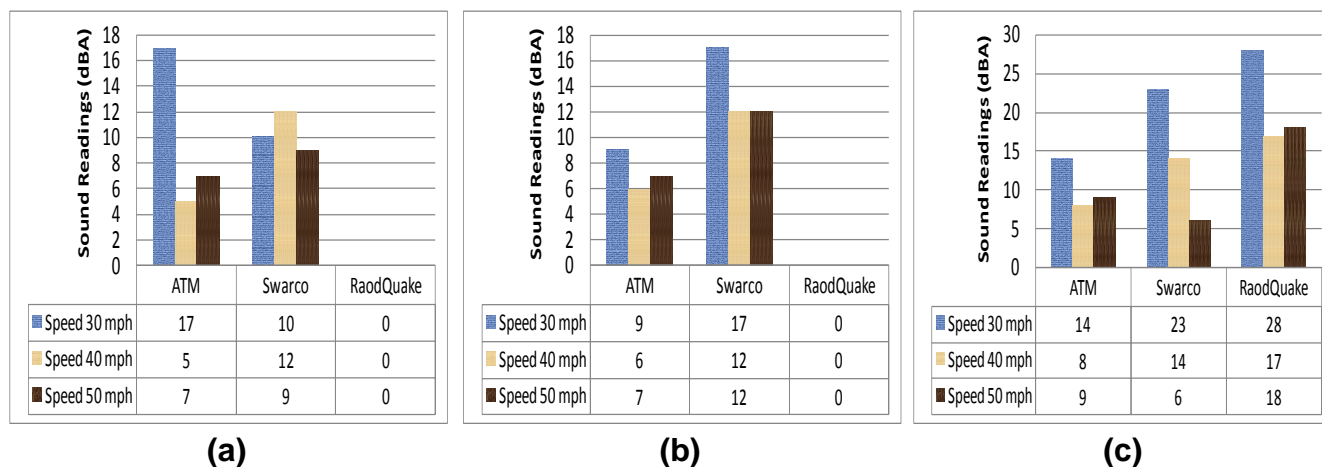 Sound Readings (dBA)
18
16
14
12
10
8
6
4
2
0
ATM Swarco RaodQuake
Speed 30 mph 17 10 0
Speed 40 mph 5 12 0
Speed 50 mph 7 9 0
(a)
Sound Readings (dBA)
18
16
14
12
10
8
6
4
2
0
ATM Swarco RaodQuake
Speed 30 mph 9 17 0
Speed 40 mph 6 12 0
Speed 50 mph 7 12 0
(b)
Sound Readings (dBA)
30
25
20
15
10
5
0
ATM Swarco RaodQuake
Speed 30 mph 14 23 28
Speed 40 mph 8 14 17
Speed 50 mph 9 6 18
(c)